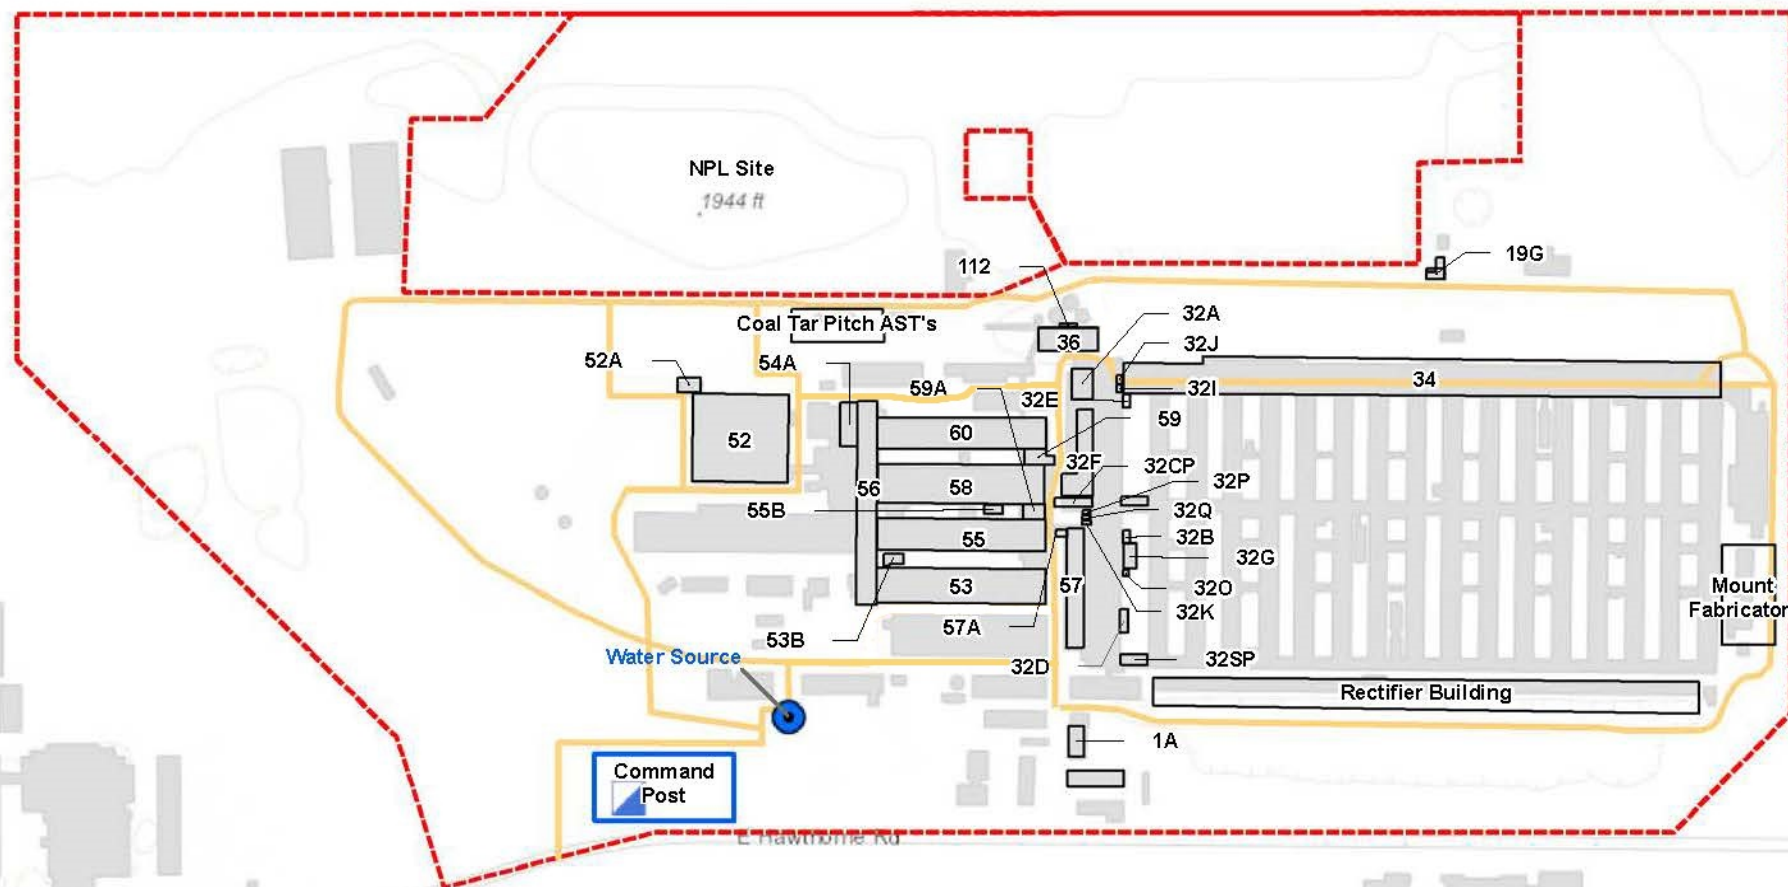 NPL Site
1944 ft
112
19G
32A
Coal Tar Pitch AST's
36
32J
52A
54A
59A
32E
32I
34
59
52
60
32F
32CP
32P
56
58
55B
32Q
55
32B
32G
53
57
32O
Mount
Fabricator
32K
57A
53B
Water Source
32D
32SP
Rectifier Building
1A
Command
Post
E Hawthorne Rd